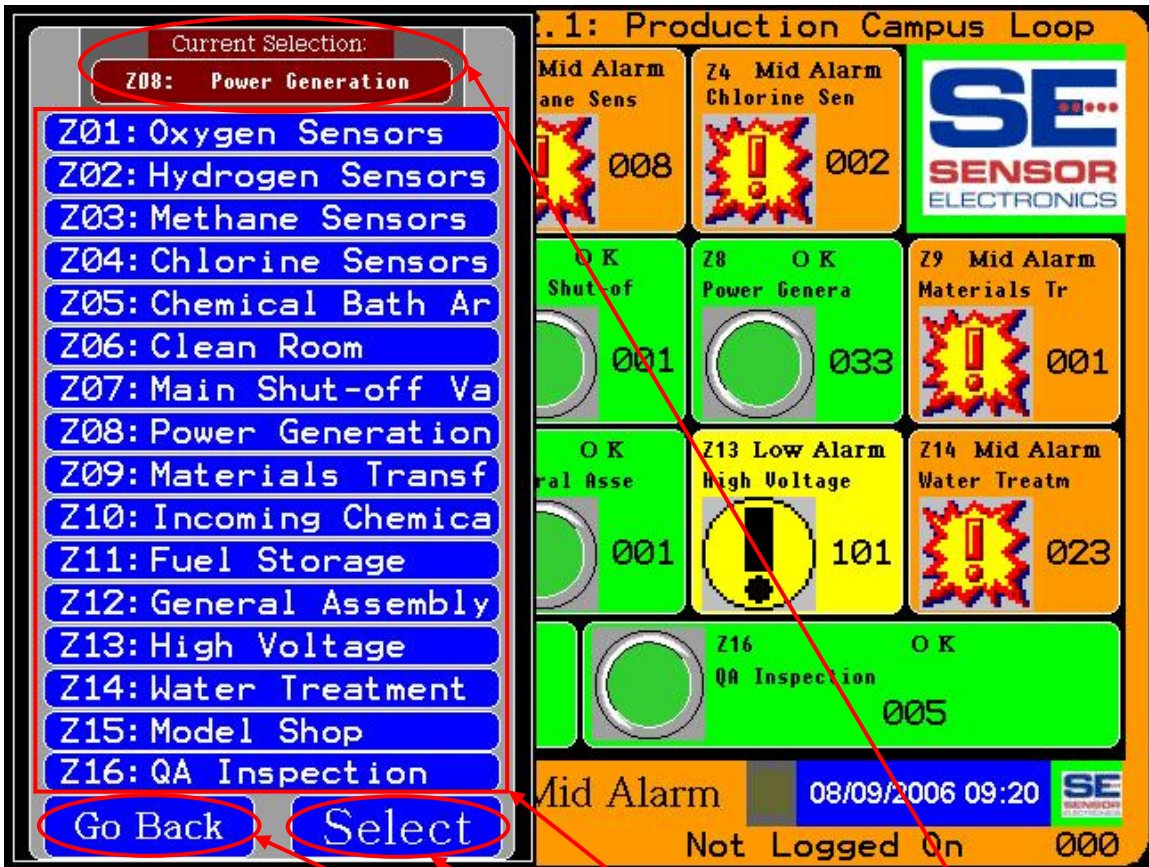 Current Selection:
Z08: Power Generation
Z01: Oxygen Sensors
Z02: Hydrogen Sensors
Z03: Methane Sensors
Z04: Chlorine Sensors
Z05: Chemical Bath Ar
Z06: Clean Room
Z07: Main Shut-off Va
Z08: Power Generation
Z09: Materials Transf
Z10: Incoming Chemica
Z11: Fuel Storage
Z12: General Assembly
Z13: High Voltage
Z14: Water Treatment
Z15: Model Shop
Z16: QA Inspection
Go Back
Select
.1: Production Campus Loop
Mid Alarm
ane Sens
008
Z4 Mid Alarm
Chlorine Sen
002
SE
SENSOR
ELECTRONICS
OK
Shut-of
001
Z8 OK
Power Genera
033
Z9 Mid Alarm
Materials Tr
001
OK
ral Asse
001
Z13 Low Alarm
High Voltage
101
Z14 Mid Alarm
Water Treatm
023
Z16 OK
QA Inspection
005
Mid Alarm
08/09/2006 09:20
SE
Not Logged On 000